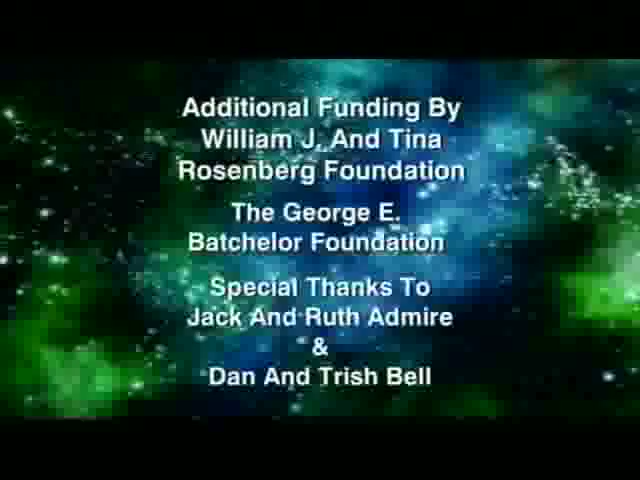 Additional Funding By
William J. And Tina
Rosenberg Foundation
The George E.
Batchelor Foundation
Special Thanks To
Jack And Ruth Admire
&
Dan And Trish Bell